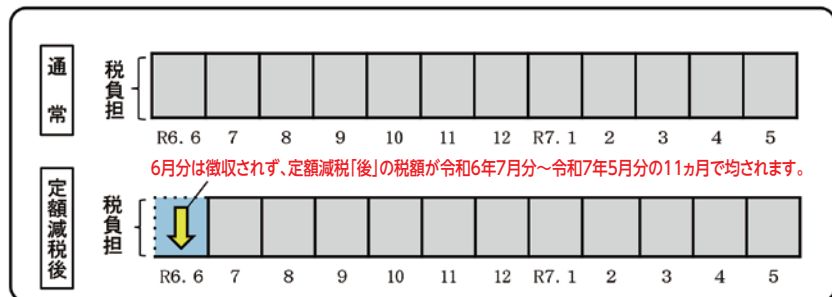 通常
税負担
R6. 6 7 8 9 10 11 12 R7. 1 2 3 4 5
6月分は徴収されず、定額減税「後」の税額が令和6年7月分～令和7年5月分の11ヵ月で均されます。
定額減税後
税負担
R6. 6 7 8 9 10 11 12 R7. 1 2 3 4 5